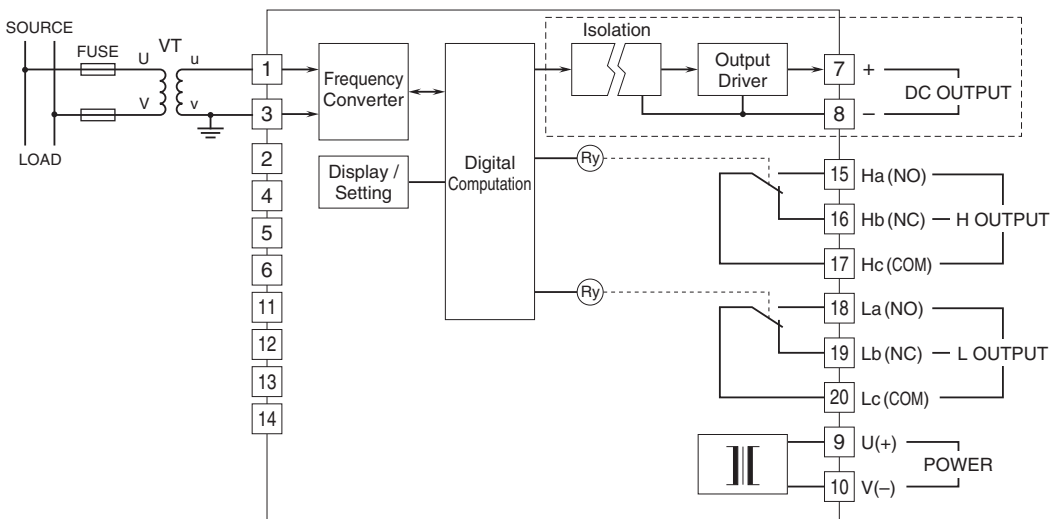 SOURCE
FUSE
VT
U
u
V
v
LOAD
1
3
2
4
5
6
11
12
13
14
Frequency
Converter
Display /
Setting
Digital
Computation
Isolation
Output
Driver
Ry
Ry
7 +
8 –
DC OUTPUT
15 Ha (NO)
16 Hb (NC)
17 Hc (COM)
H OUTPUT
18 La (NO)
19 Lb (NC)
20 Lc (COM)
L OUTPUT
9 U(+)
10 V(–)
POWER